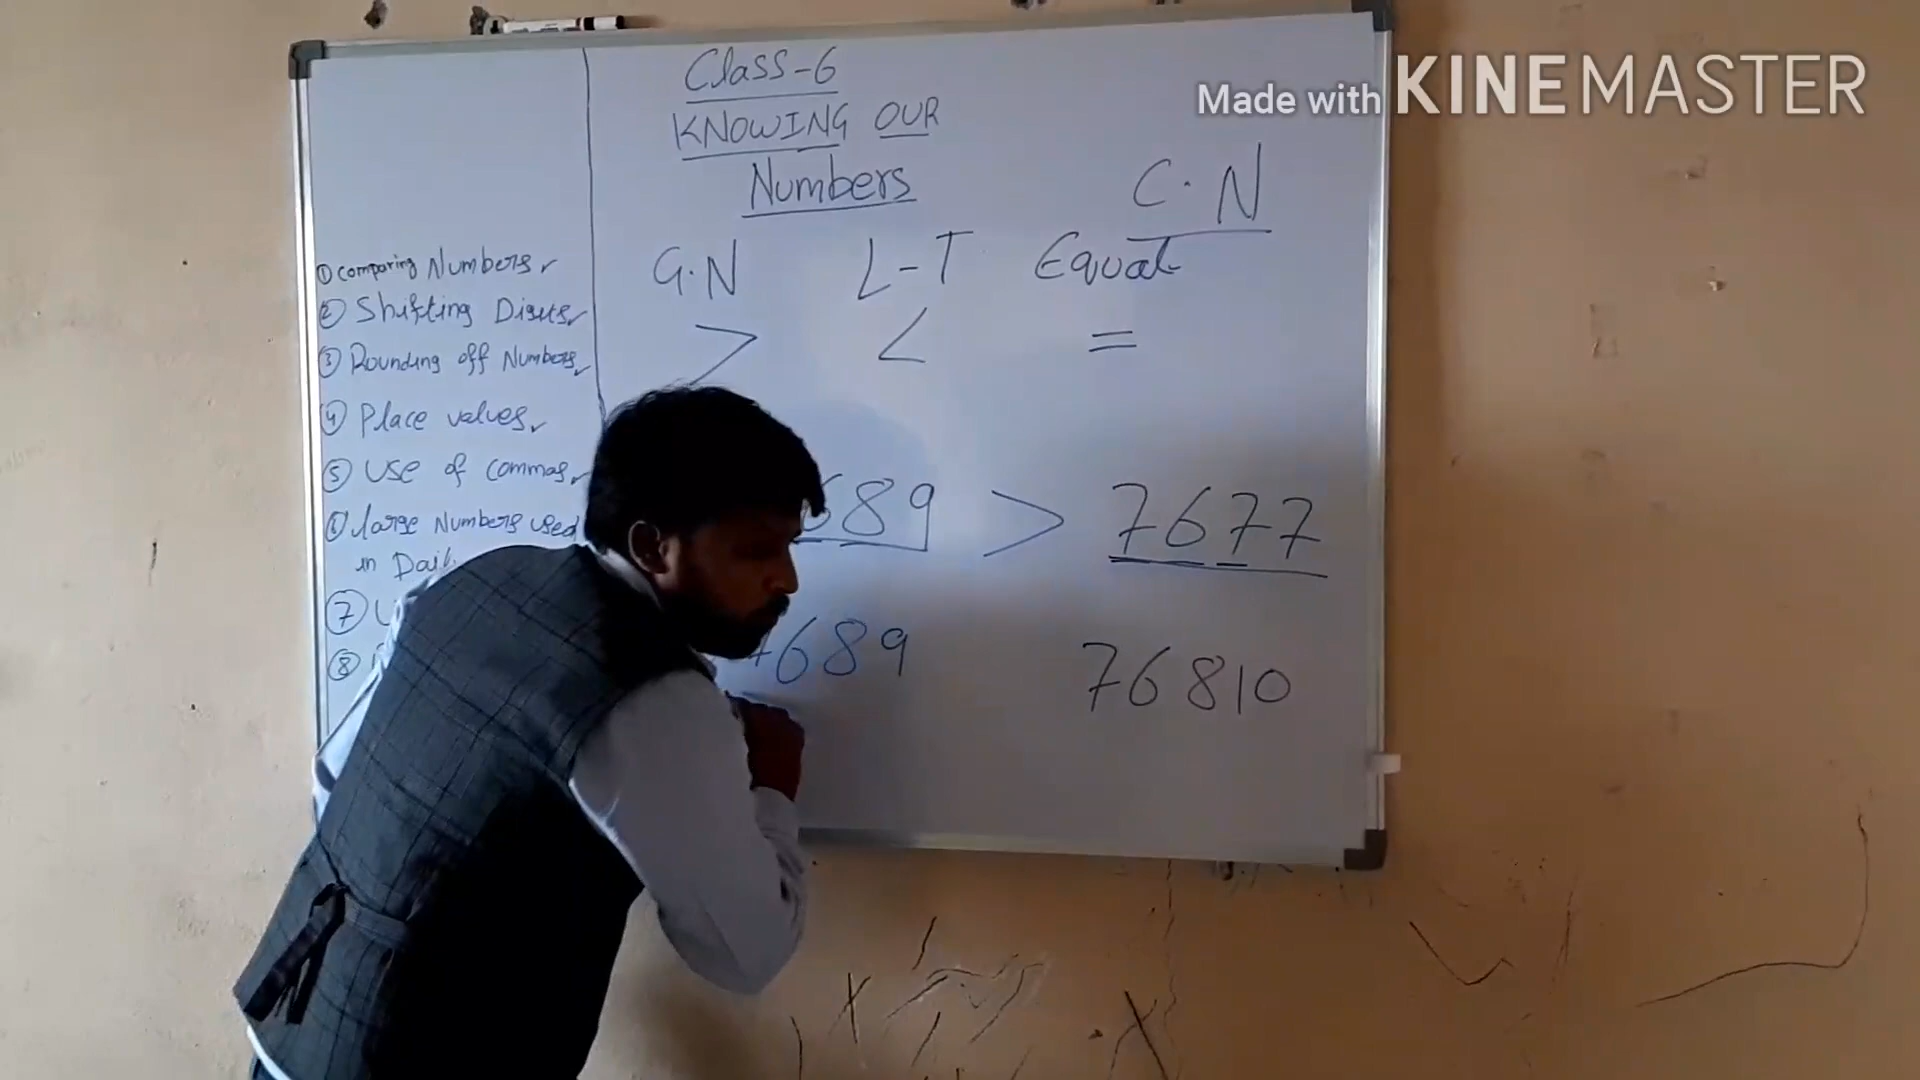 Made with KINEMASTER
Class-6
KNOWING OUR
Numbers
C.N
① comparing Numbers ✓
② Shifting Digits ✓
③ Rounding off Numbers ✓
④ Place values ✓
⑤ USE of commas ✓
⑥ large Numbers used
in
⑦
⑧
G.N L-T Equal
> < =
689 > 7677
7689 76810